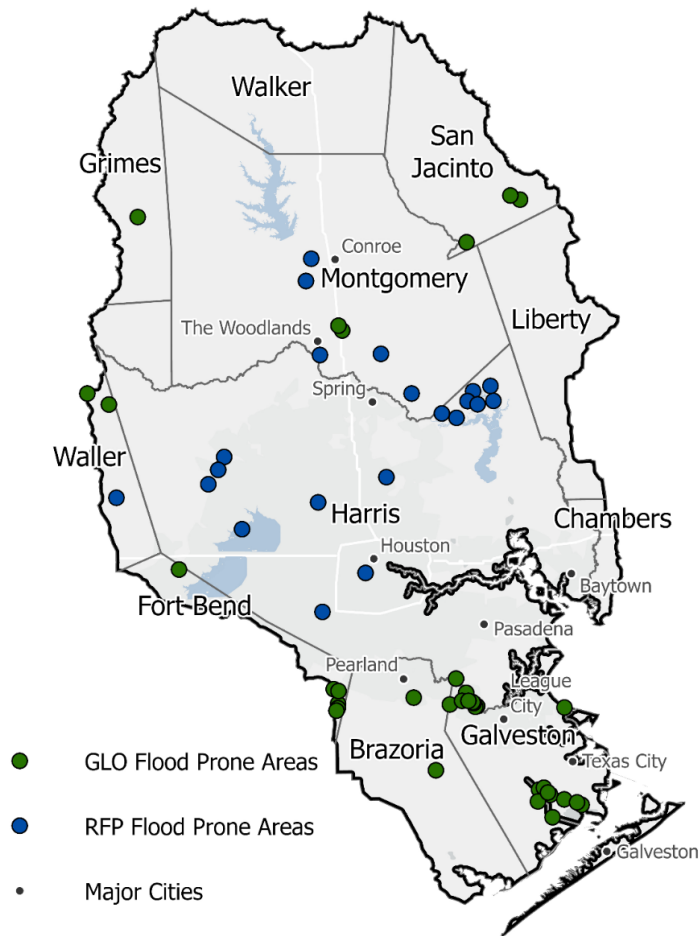 Walker
San
Jacinto
Grimes
Conroe
Montgomery
Liberty
The Woodlands
Spring
Waller
Harris
Chambers
Houston
Baytown
Fort Bend
Pasadena
Pearland
League
City
Galveston
Brazoria
Texas City
GLO Flood Prone Areas
RFP Flood Prone Areas
Galveston
Major Cities